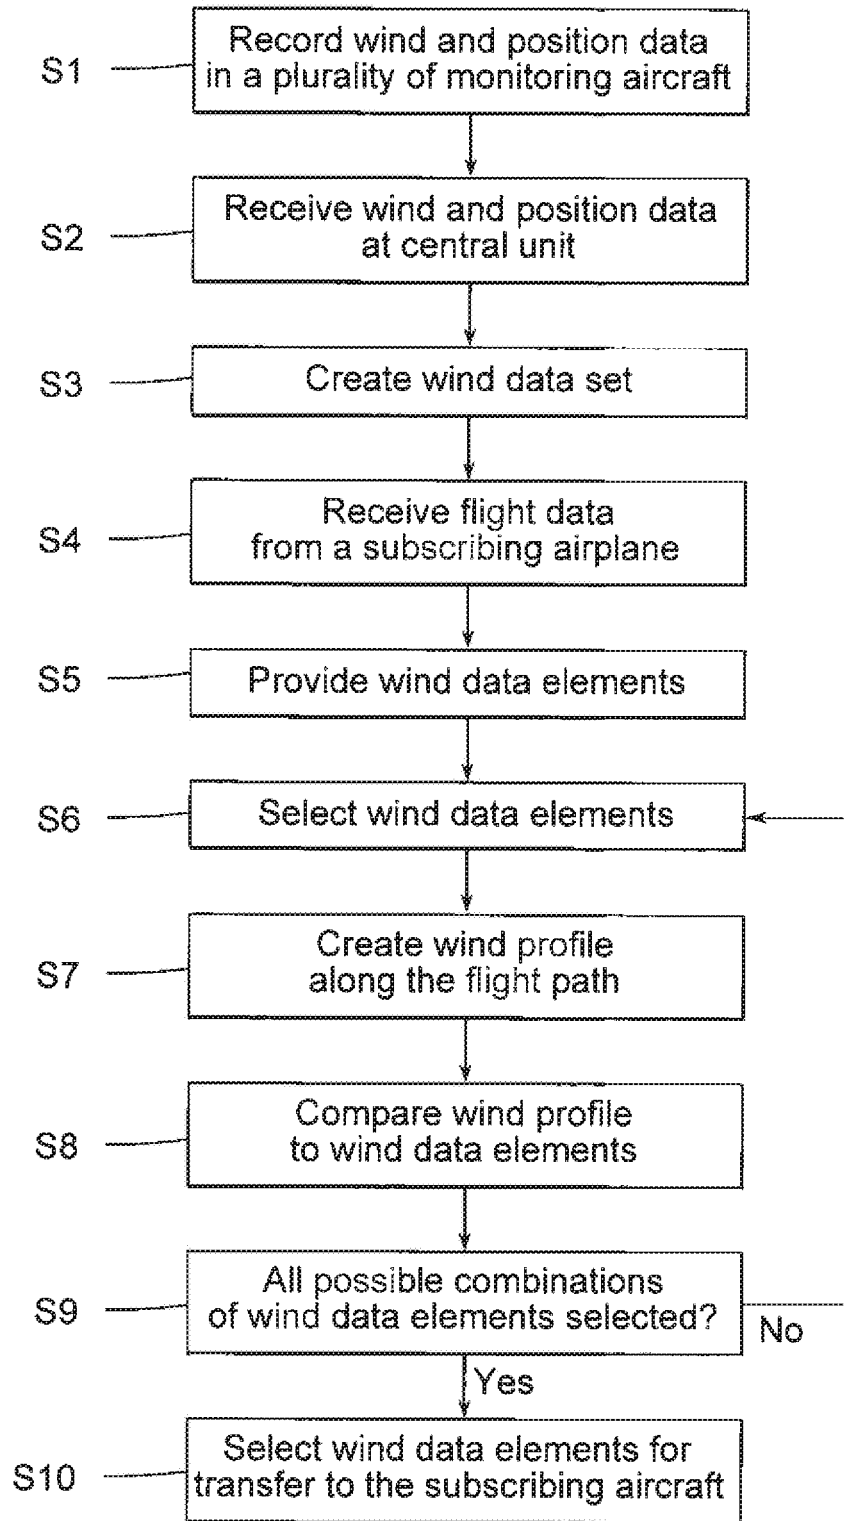 S1
Record wind and position data
in a plurality of monitoring aircraft
S2
Receive wind and position data
at central unit
S3
Create wind data set
S4
Receive flight data
from a subscribing airplane
S5
Provide wind data elements
S6
Select wind data elements
S7
Create wind profile
along the flight path
S8
Compare wind profile
to wind data elements
S9
All possible combinations
of wind data elements selected?
No
Yes
S10
Select wind data elements for
transfer to the subscribing aircraft